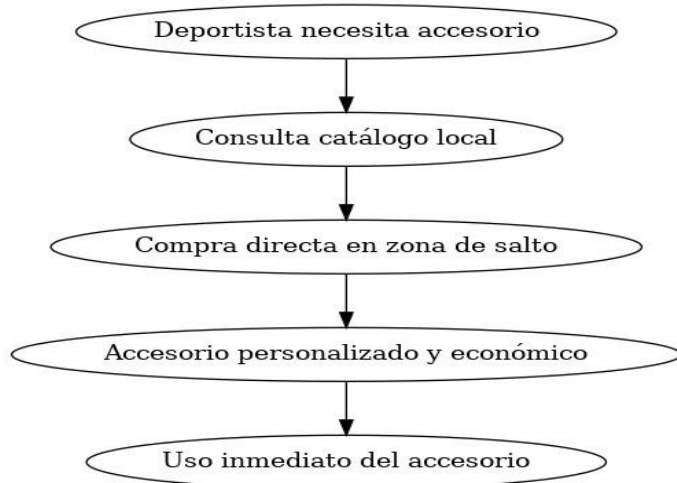 Deportista necesita accesorio
Consulta catálogo local
Compra directa en zona de salto
Accesorio personalizado y económico
Uso inmediato del accesorio